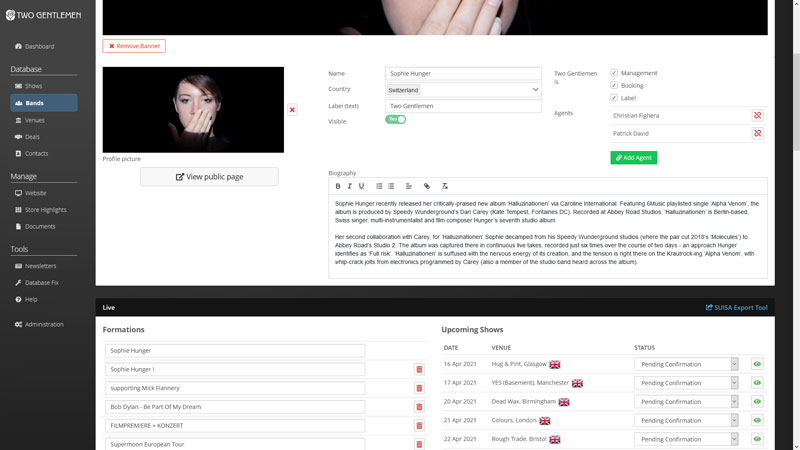 TWO GENTLEMEN
Dashboard
Database
Shows
Bands
Venues
Deals
Contacts
Manage
Website
Store Highlights
Documents
Tools
Newsletters
Database Fix
Help
Administration
Remove Banner
Profile picture
View public page
Name
Sophie Hunger
Country
Switzerland
Label (text)
Two Gentlemen
Visible
Yes
Two Gentlemen
is
Management
Booking
Label
Agents
Christian Fighera
Patrick David
Add Agent
Biography
B I U
Sophie Hunger recently released her critically-praised new album 'Halluzinationen' via Caroline International. Featuring 6Music playlisted single 'Alpha Venom', the
album is produced by Speedy Wunderground's Dan Carey (Kate Tempest, Fontaines DC). Recorded at Abbey Road Studios, 'Halluzinationen' is Berlin-based,
Swiss singer, multi-instrumentalist and film composer Hunger's seventh studio album.
Her second collaboration with Carey, for 'Halluzinationen' Sophie decamped from his Speedy Wunderground studios (where the pair cut 2018's 'Molecules') to
Abbey Road's Studio 2. The album was captured there in continuous live takes, recorded just six times over the course of two days - an approach Hunger
identifies as 'Full risk'. 'Halluzinationen' is suffused with the nervous energy of its creation, and the tension is right there on the Krautrock-ing 'Alpha Venom', with
whip-crack jolts from electronics programmed by Carey (also a member of the studio band heard across the album).
Live
SUISA Export Tool
Formations
Sophie Hunger
Sophie Hunger !
supporting Mick Flannery
Bob Dylan - Be Part Of My Dream
FILMPREMIERE + KONZERT
Supermoon European Tour
Upcoming Shows
DATE VENUE STATUS
16 Apr 2021 Hug & Pint, Glasgow Pending Confirmation
17 Apr 2021 YES (Basement), Manchester Pending Confirmation
20 Apr 2021 Dead Wax, Birmingham Pending Confirmation
21 Apr 2021 Colours, London Pending Confirmation
22 Apr 2021 Rough Trade, Bristol Pending Confirmation